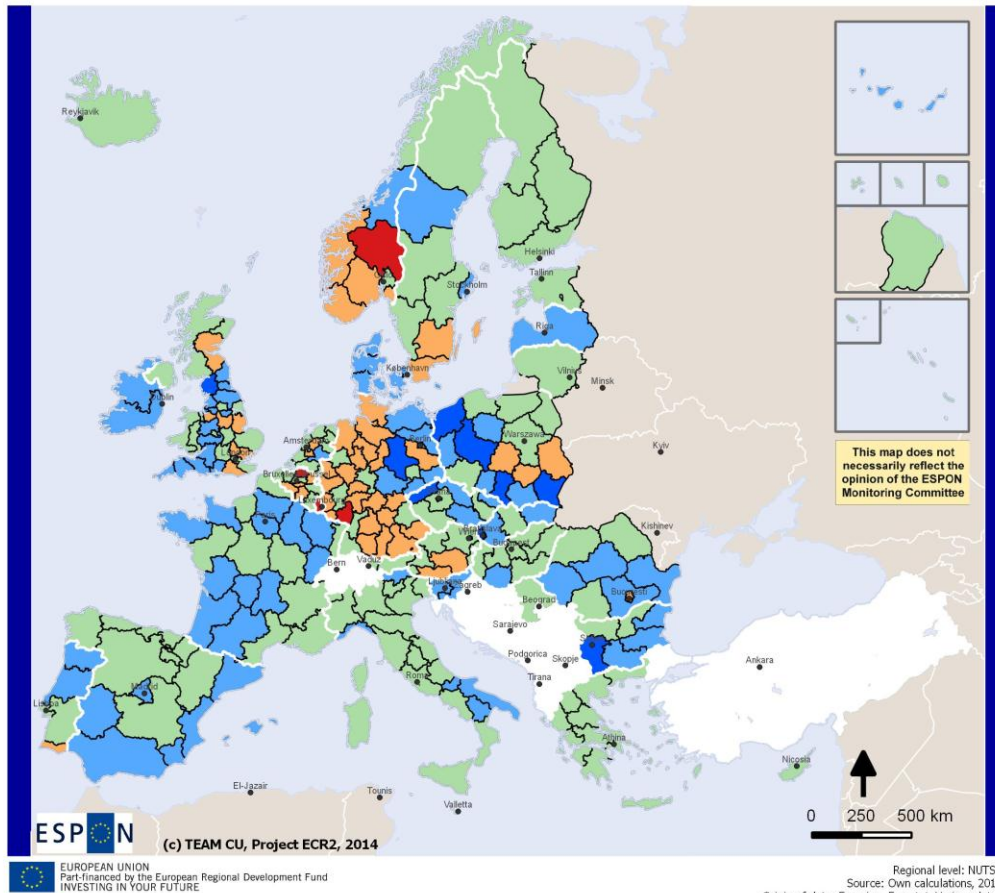 Reykjavik
Helsinki
Tallinn
Stockholm
Riga
København
Vilnius
Minsk
Dublin
Berlin
Warszawa
London
Kyiv
This map does not
necessarily reflect the
opinion of the ESPON
Monitoring Committee
Paris
Kishinev
Bern
Vaduz
Ljubljana
Zagreb
Beograd
Bucuresti
Sarajevo
Podgorica
Skopje
Tirana
Roma
Madrid
Lisboa
Ankara
Athina
Nicosia
El-Jazair
Tounis
Valletta
0 250 500 km
ESPON
(c) TEAM CU, Project ECR2, 2014
EUROPEAN UNION
Part-financed by the European Regional Development Fund
INVESTING IN YOUR FUTURE
Regional level: NUTS
Source: Own calculations, 201